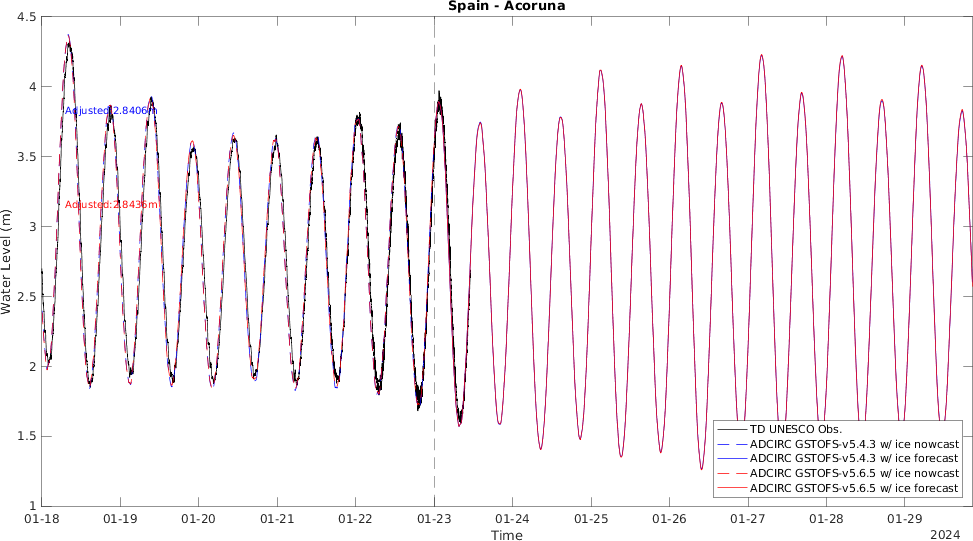 Spain - Acoruna
4.5
4
3.5
3
2.5
2
1.5
1
Water Level (m)
Adjusted:2.8406m
Adjusted:2.8436m
TD UNESCO Obs.
ADCIRC GSTOFS-v5.4.3 w/ ice nowcast
ADCIRC GSTOFS-v5.4.3 w/ ice forecast
ADCIRC GSTOFS-v5.6.5 w/ ice nowcast
ADCIRC GSTOFS-v5.6.5 w/ ice forecast
01-18 01-19 01-20 01-21 01-22 01-23 01-24 01-25 01-26 01-27 01-28 01-29
Time
2024